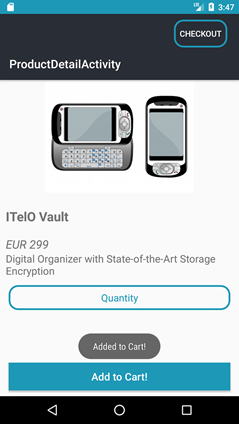 3:47
CHECKOUT
ProductDetailActivity
ITelO Vault
EUR 299
Digital Organizer with State-of-the-Art Storage
Encryption
Quantity
Added to Cart!
Add to Cart!